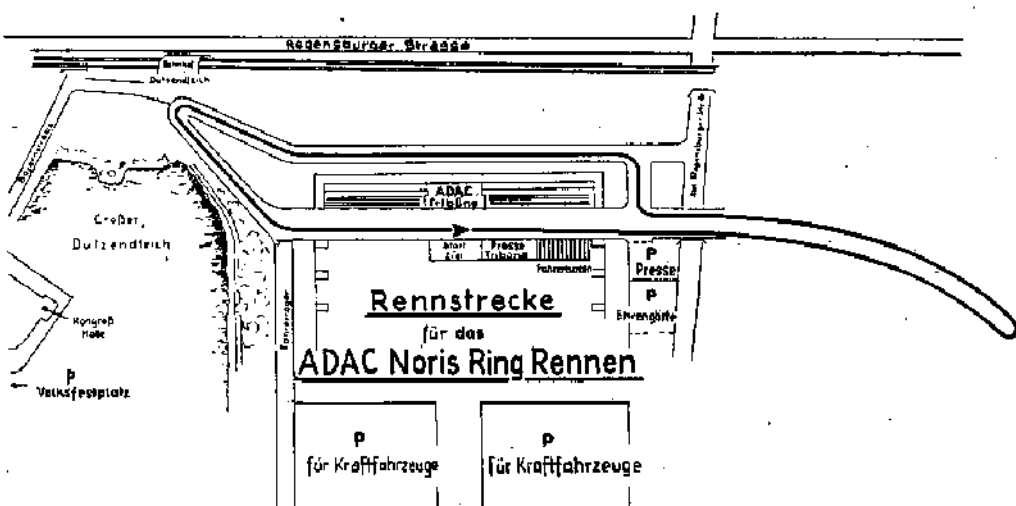 Regensburger Strasse
Bahnhof
Dutzendteich
Bayernstrasse
ADAC
Tribüne
Großer
Dutzendteich
Start
Ziel
Presse
Tribüne
P
Presse
P
Ehrengäste
Kongreß
Halle
P
Volksfestplatz
Rennstrecke
für das
ADAC Noris Ring Rennen
P
für Kraftfahrzeuge
P
für Kraftfahrzeuge